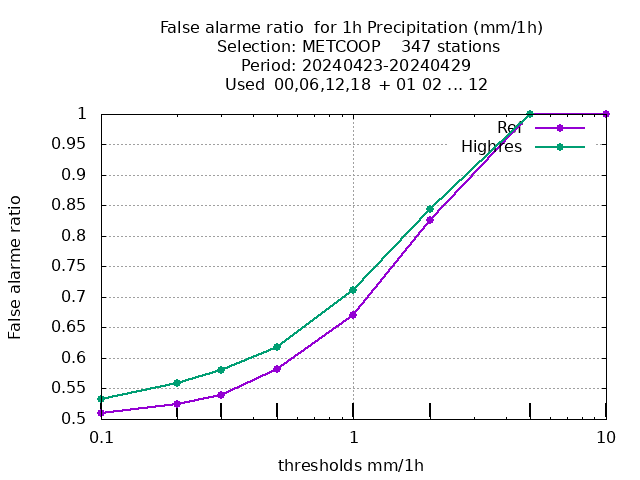 False alarme ratio  for 1h Precipitation (mm/1h)
Selection: METCOOP    347 stations
Period: 20240423-20240429
Used  00,06,12,18 + 01 02 ... 12
Ref
Highres
1
0.95
0.9
0.85
0.8
0.75
0.7
0.65
0.6
0.55
0.5
False alarme ratio
0.1
1
10
thresholds mm/1h